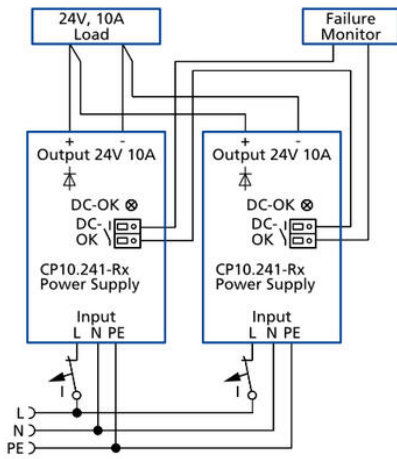 24V, 10A
Load
Failure
Monitor
+ -
Output 24V 10A
DC-OK
DC-
OK
CP10.241-Rx
Power Supply
Input
L N PE
I
+ -
Output 24V 10A
DC-OK
DC-
OK
CP10.241-Rx
Power Supply
Input
L N PE
I
L
N
PE